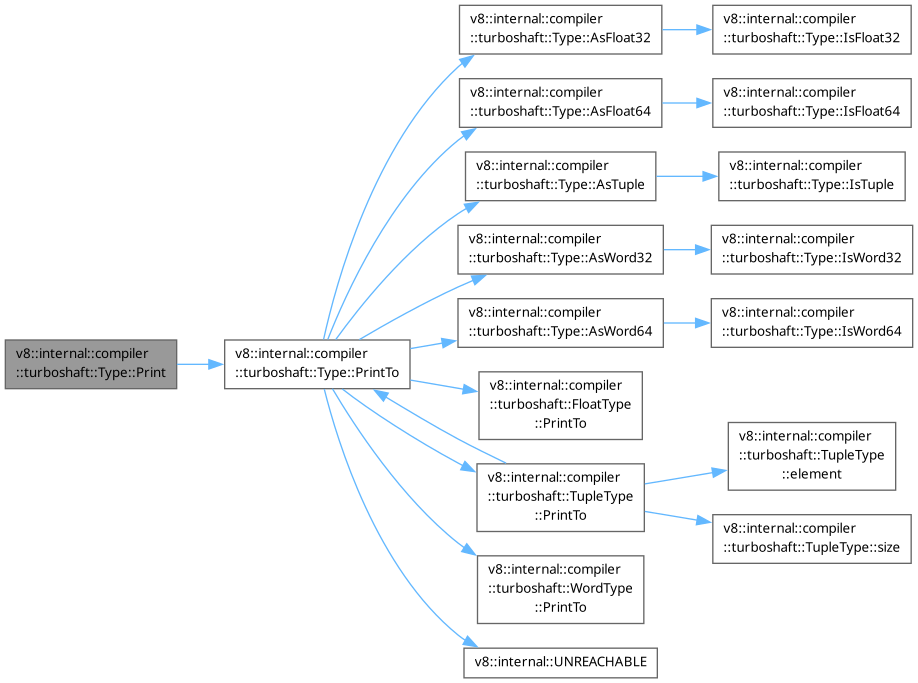 v8::internal::compiler
::turboshaft::Type::Print
v8::internal::compiler
::turboshaft::Type::PrintTo
v8::internal::compiler
::turboshaft::Type::AsFloat32
v8::internal::compiler
::turboshaft::Type::IsFloat32
v8::internal::compiler
::turboshaft::Type::AsFloat64
v8::internal::compiler
::turboshaft::Type::IsFloat64
v8::internal::compiler
::turboshaft::Type::AsTuple
v8::internal::compiler
::turboshaft::Type::IsTuple
v8::internal::compiler
::turboshaft::Type::AsWord32
v8::internal::compiler
::turboshaft::Type::IsWord32
v8::internal::compiler
::turboshaft::Type::AsWord64
v8::internal::compiler
::turboshaft::Type::IsWord64
v8::internal::compiler
::turboshaft::FloatType
::PrintTo
v8::internal::compiler
::turboshaft::TupleType
::PrintTo
v8::internal::compiler
::turboshaft::TupleType
::element
v8::internal::compiler
::turboshaft::TupleType::size
v8::internal::compiler
::turboshaft::WordType
::PrintTo
v8::internal::UNREACHABLE